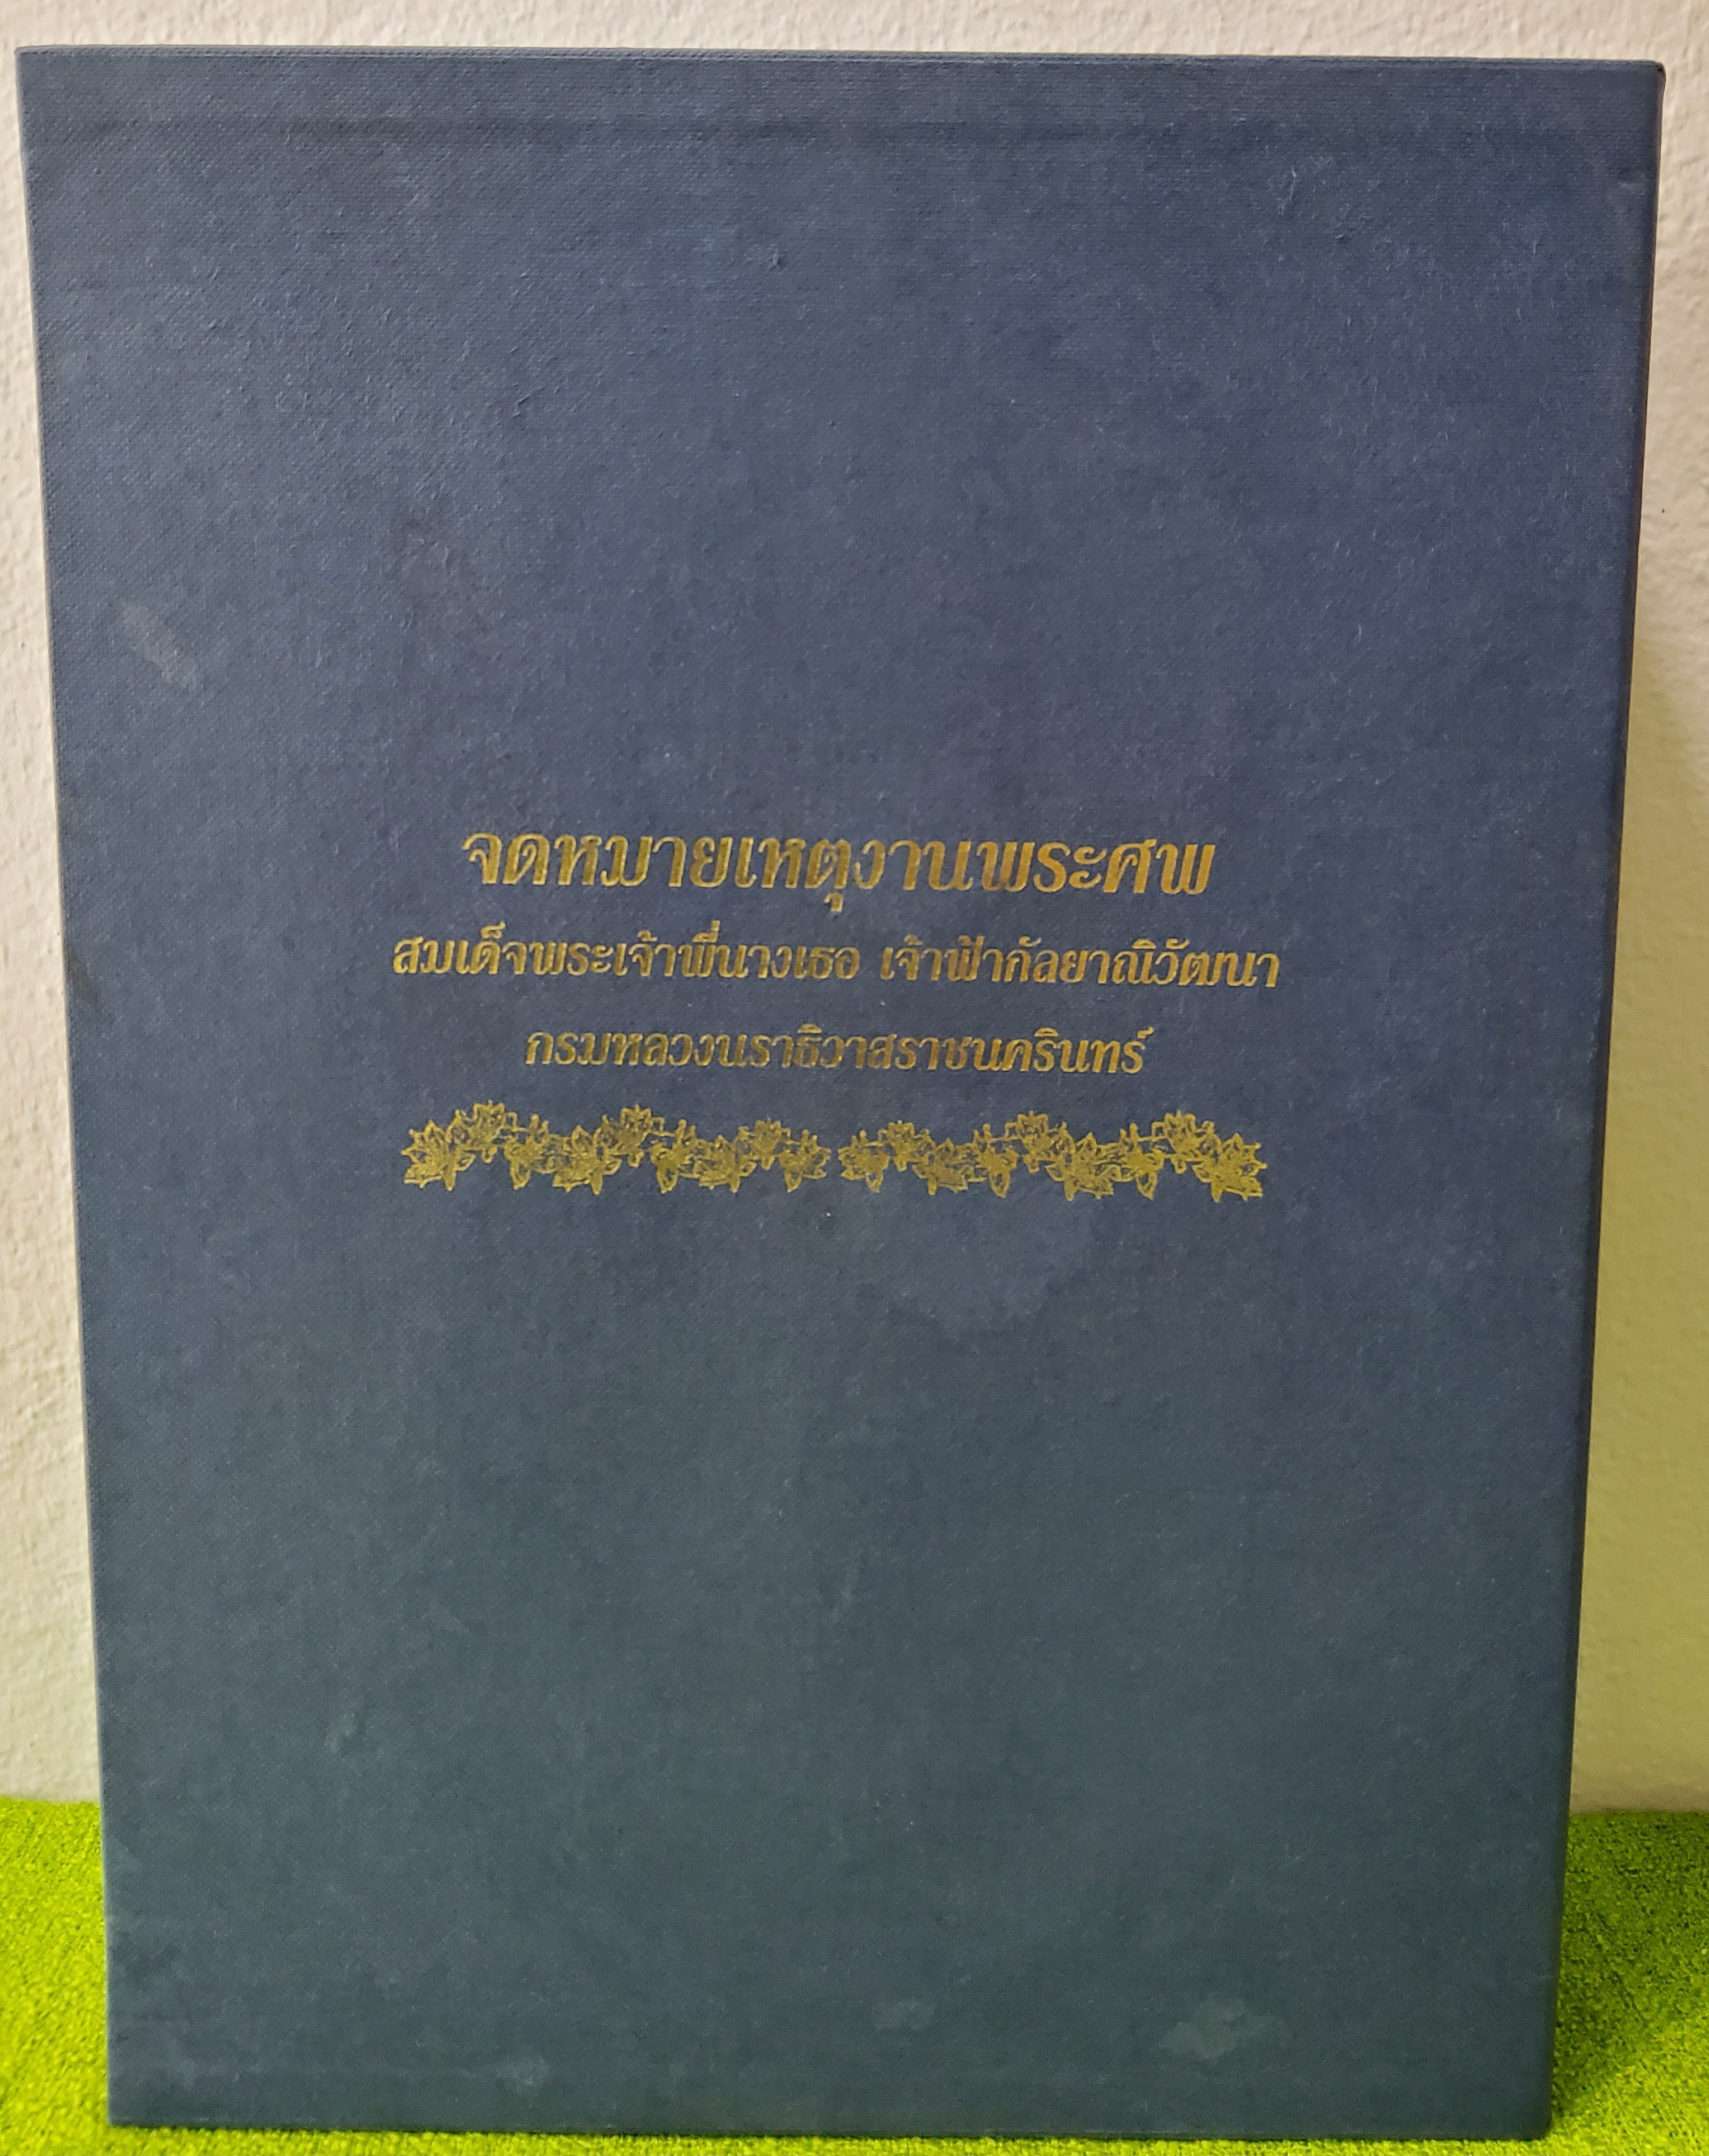 จดหมายเหตุงานพระศพ
สมเด็จพระเจ้าพี่นางเธอ เจ้าฟ้ากัลยาณิวัฒนา
กรมหลวงนราธิวาสราชนครินทร์